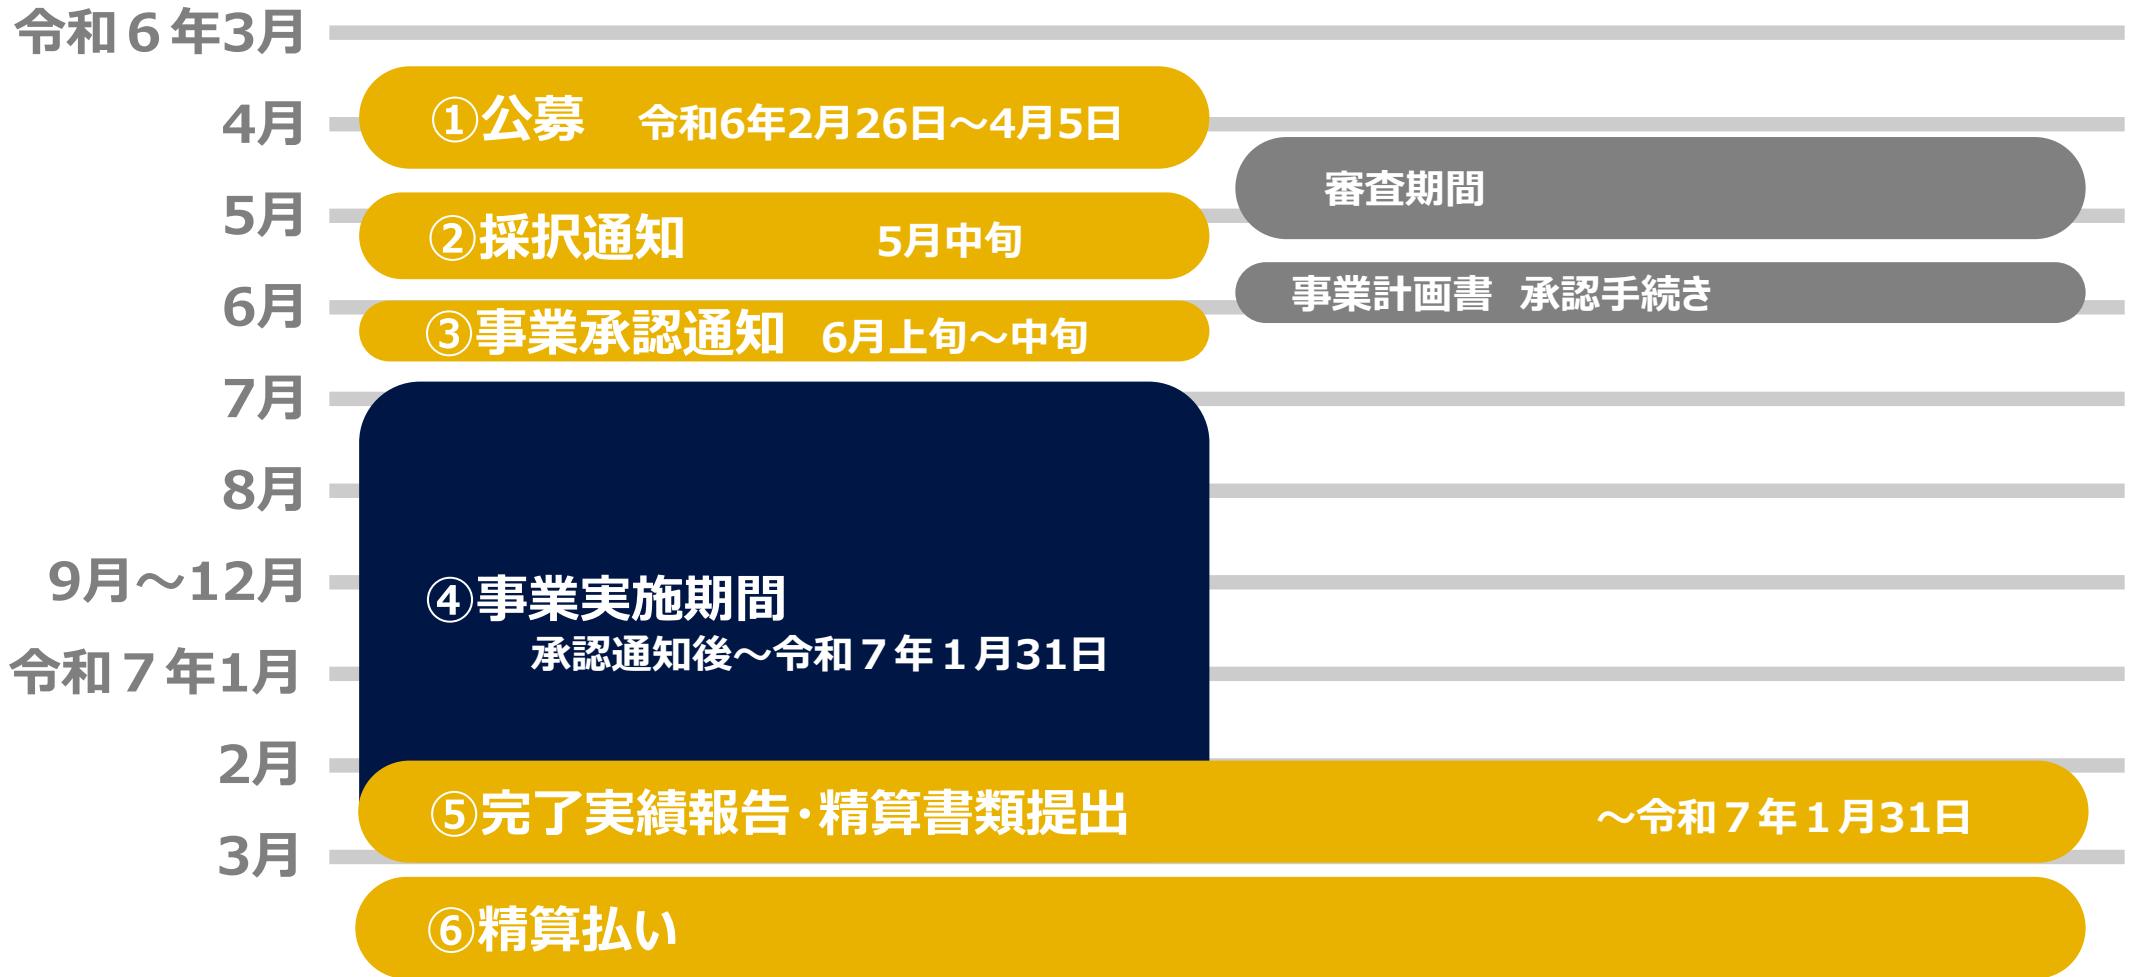 令和６年3月
4月
①公募　令和6年2月26日～4月5日
審査期間
5月
②採択通知　5月中旬
事業計画書　承認手続き
6月
③事業承認通知　6月上旬～中旬
7月
8月
9月～12月
④事業実施期間
承認通知後～令和７年１月31日
令和７年1月
2月
⑤完了実績報告・精算書類提出　～令和７年１月31日
3月
⑥精算払い